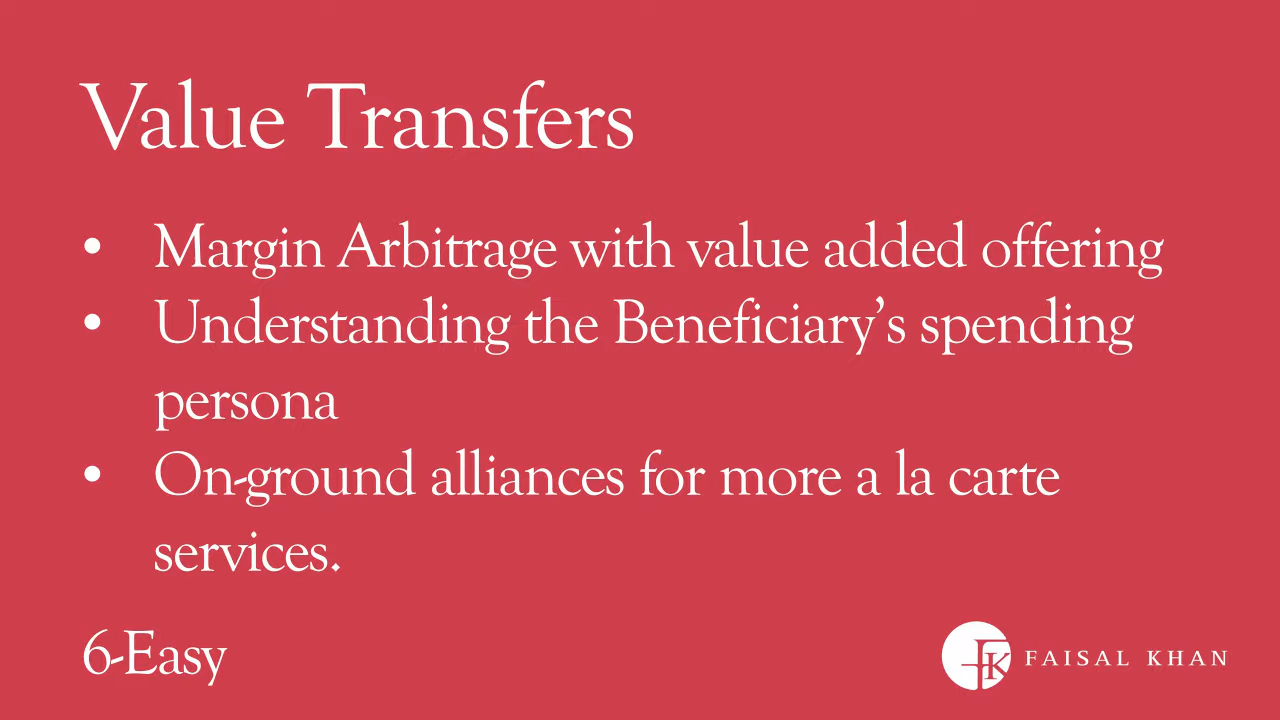 Value Transfers
• Margin Arbitrage with value added offering
• Understanding the Beneficiary’s spending
persona
• On-ground alliances for more a la carte
services.
6-Easy
FK FAISAL KHAN